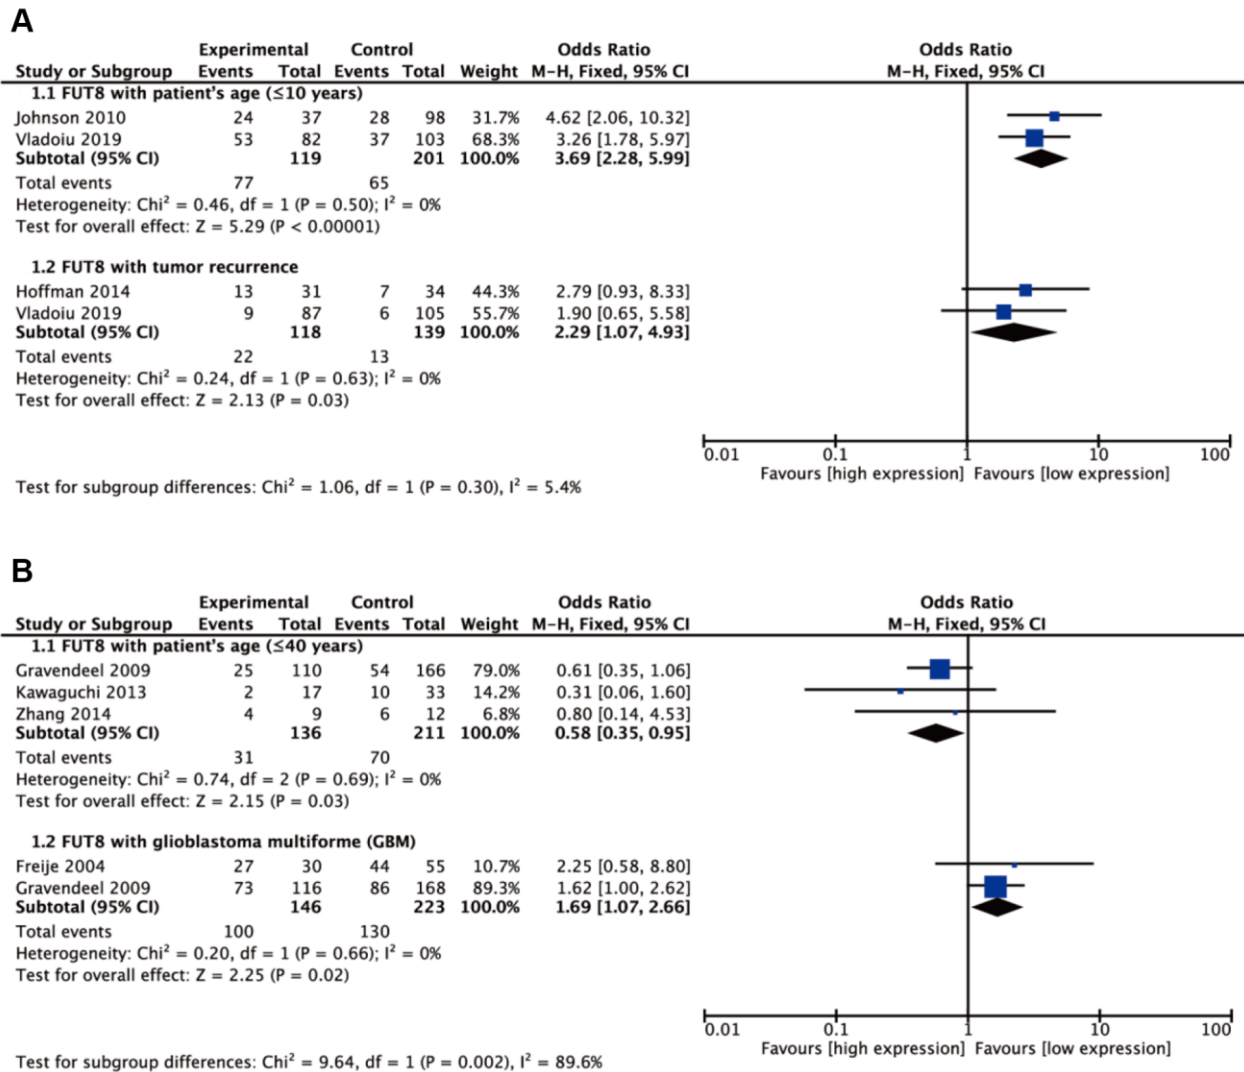 A
Experimental Control Odds Ratio Odds Ratio
Study or Subgroup Events Total Events Total Weight M-H, Fixed, 95% CI M-H, Fixed, 95% CI
1.1 FUT8 with patient's age (≤10 years)
Johnson 2010 24 37 28 98 31.7% 4.62 [2.06, 10.32]
Vladoiu 2019 53 82 37 103 68.3% 3.26 [1.78, 5.97]
Subtotal (95% CI) 119 201 100.0% 3.69 [2.28, 5.99]
Total events 77 65
Heterogeneity: Chi² = 0.46, df = 1 (P = 0.50); I² = 0%
Test for overall effect: Z = 5.29 (P < 0.00001)
1.2 FUT8 with tumor recurrence
Hoffman 2014 13 31 7 34 44.3% 2.79 [0.93, 8.33]
Vladoiu 2019 9 87 6 105 55.7% 1.90 [0.65, 5.58]
Subtotal (95% CI) 118 139 100.0% 2.29 [1.07, 4.93]
Total events 22 13
Heterogeneity: Chi² = 0.24, df = 1 (P = 0.63); I² = 0%
Test for overall effect: Z = 2.13 (P = 0.03)
0.01 0.1 1 10 100
Favours [high expression] Favours [low expression]
Test for subgroup differences: Chi² = 1.06, df = 1 (P = 0.30), I² = 5.4%
B
Experimental Control Odds Ratio Odds Ratio
Study or Subgroup Events Total Events Total Weight M-H, Fixed, 95% CI M-H, Fixed, 95% CI
1.1 FUT8 with patient's age (≤40 years)
Gravendeel 2009 25 110 54 166 79.0% 0.61 [0.35, 1.06]
Kawaguchi 2013 2 17 10 33 14.2% 0.31 [0.06, 1.60]
Zhang 2014 4 9 6 12 6.8% 0.80 [0.14, 4.53]
Subtotal (95% CI) 136 211 100.0% 0.58 [0.35, 0.95]
Total events 31 70
Heterogeneity: Chi² = 0.74, df = 2 (P = 0.69); I² = 0%
Test for overall effect: Z = 2.15 (P = 0.03)
1.2 FUT8 with glioblastoma multiforme (GBM)
Freije 2004 27 30 44 55 10.7% 2.25 [0.58, 8.80]
Gravendeel 2009 73 116 86 168 89.3% 1.62 [1.00, 2.62]
Subtotal (95% CI) 146 223 100.0% 1.69 [1.07, 2.66]
Total events 100 130
Heterogeneity: Chi² = 0.20, df = 1 (P = 0.66); I² = 0%
Test for overall effect: Z = 2.25 (P = 0.02)
0.01 0.1 1 10 100
Favours [high expression] Favours [low expression]
Test for subgroup differences: Chi² = 9.64, df = 1 (P = 0.002), I² = 89.6%